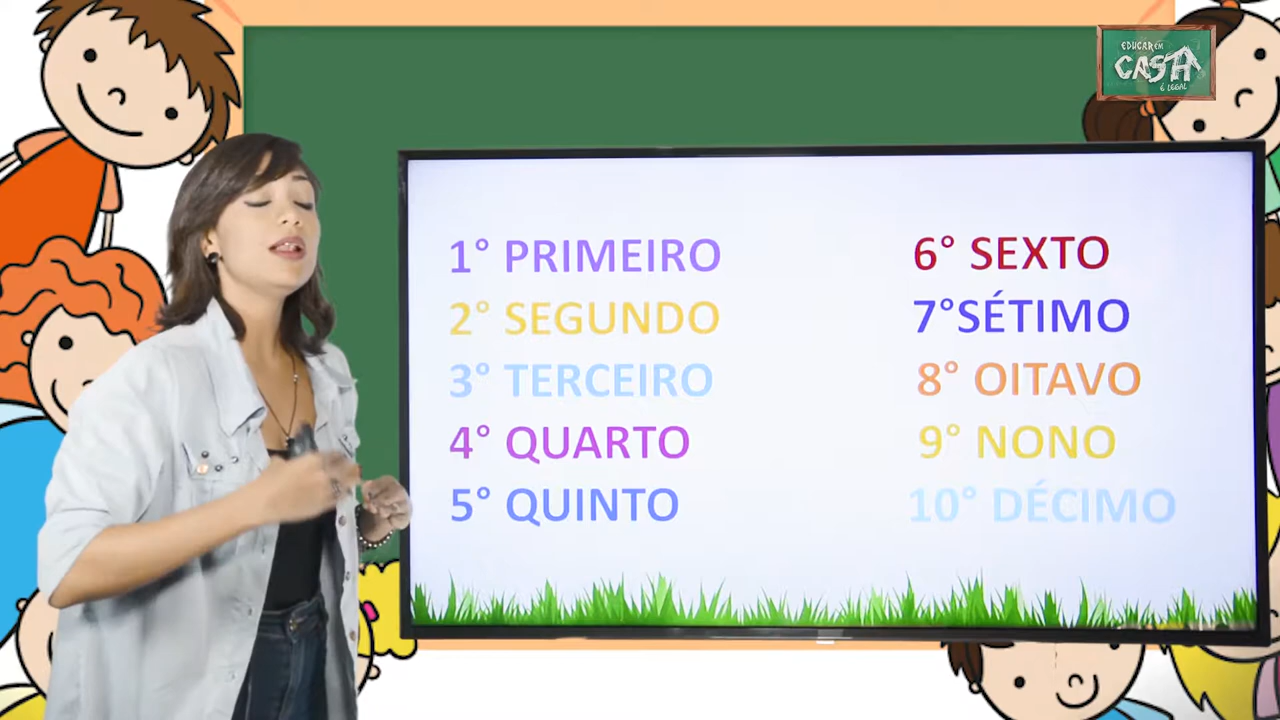 EDUCAR EM
CASA
É LEGAL
1° PRIMEIRO
2° SEGUNDO
3° TERCEIRO
4° QUARTO
5° QUINTO
6° SEXTO
7°SÉTIMO
8° OITAVO
9° NONO
10° DÉCIMO